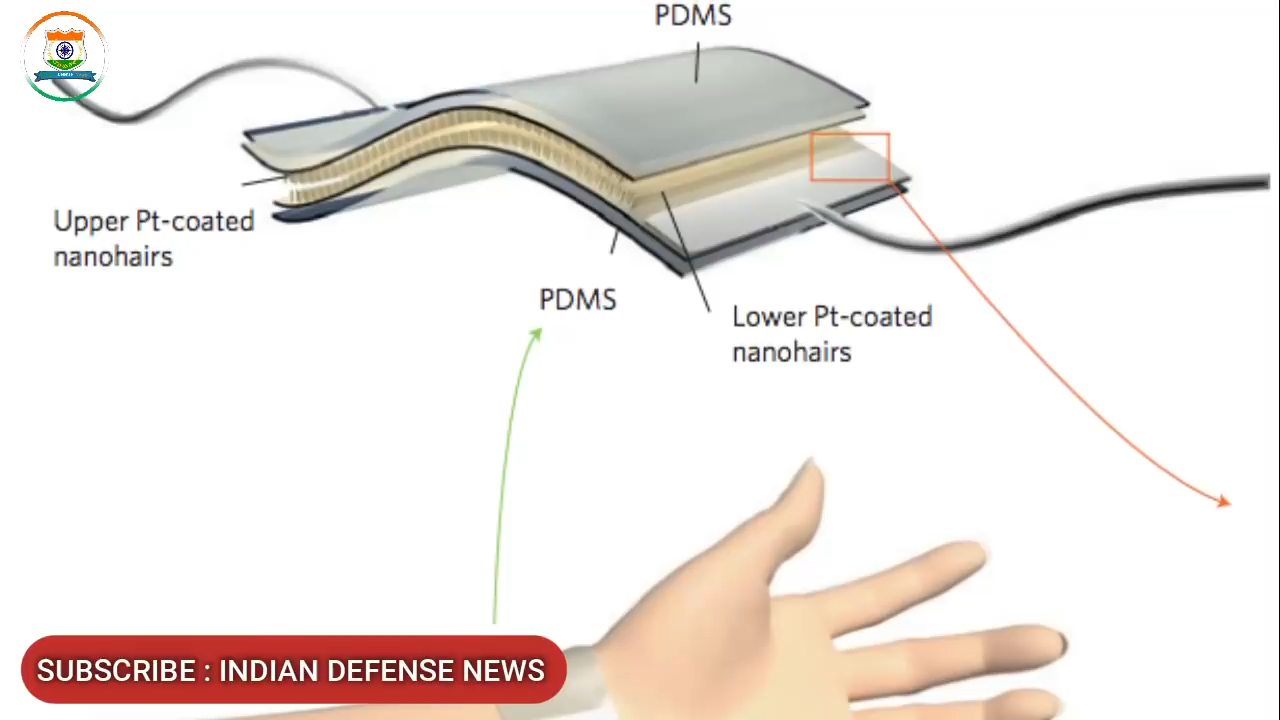 PDMS
Upper Pt-coated
nanohairs
PDMS
Lower Pt-coated
nanohairs
SUBSCRIBE : INDIAN DEFENSE NEWS